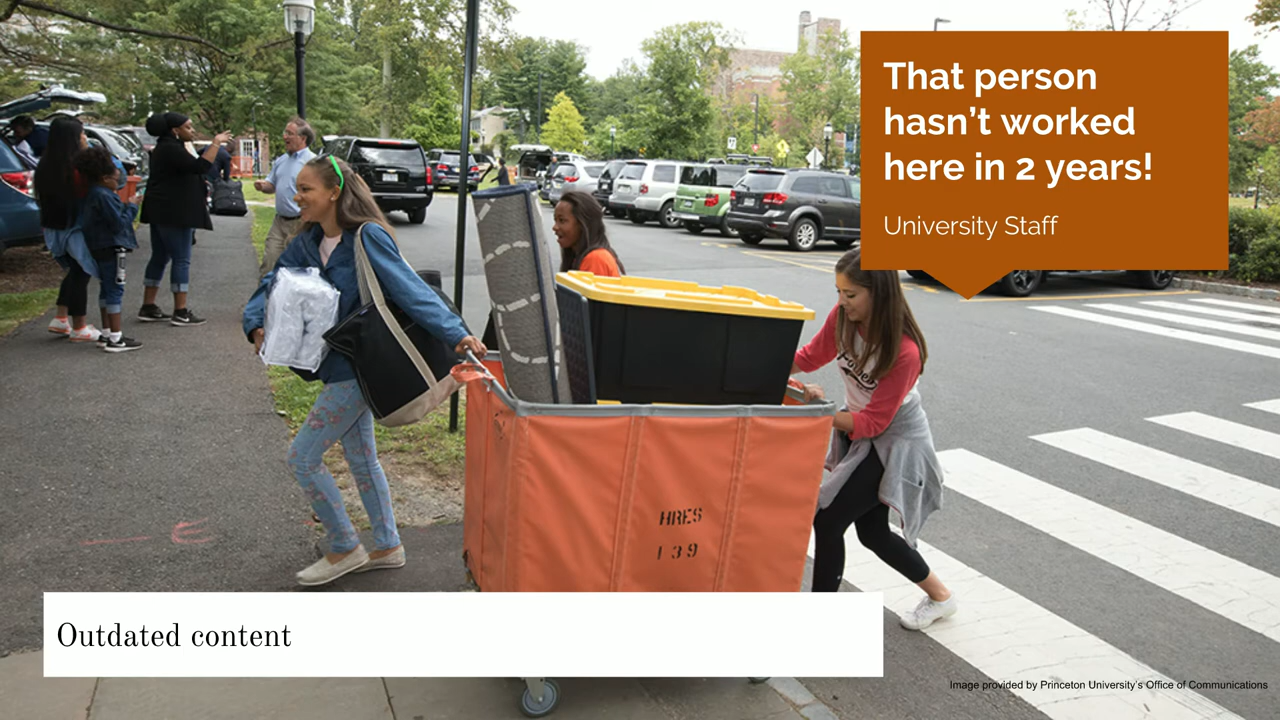 That person
hasn’t worked
here in 2 years!
University Staff
HRES
139
Outdated content
Image provided by Princeton University's Office of Communications